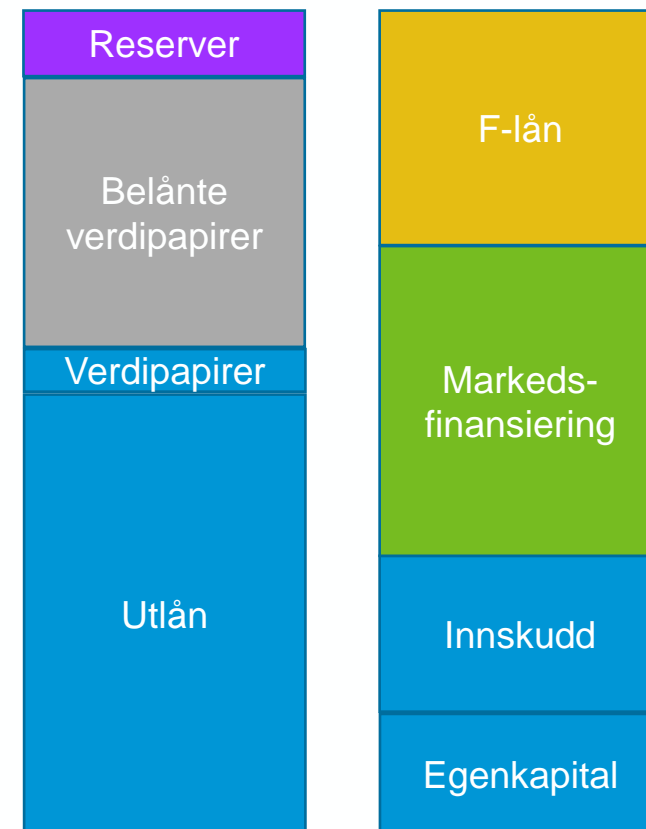 Reserver
Belånte
verdipapirer
Verdipapirer
Utlån
F-lån
Markeds-
finansiering
Innskudd
Egenkapital